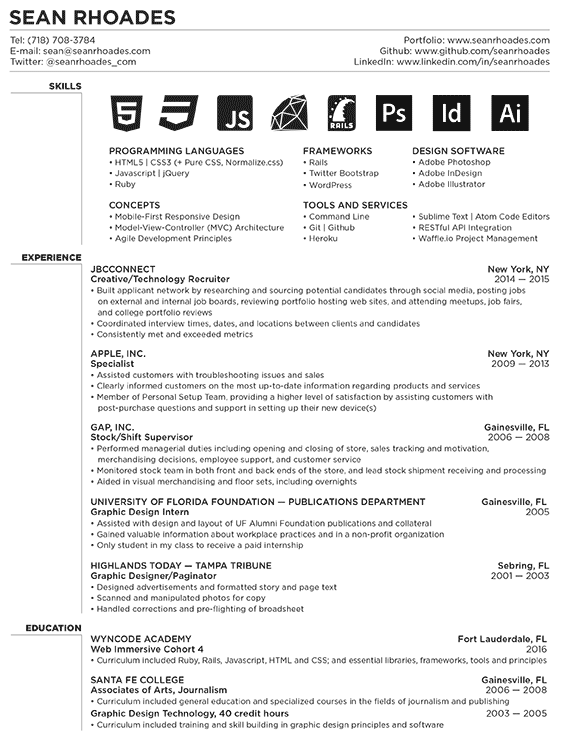 SEAN RHOADES
Tel: (718) 708-3784
Portfolio: www.seanrhoades.com
E-mail: sean@seanrhoades.com
Github: www.github.com/seanrhoades
Twitter: @seanrhoades_com
LinkedIn: www.linkedin.com/in/seanrhoades
SKILLS
5 3 JS RAILS Ps Id Ai
PROGRAMMING LANGUAGES
• HTML5 | CSS3 (+ Pure CSS, Normalize.css)
• Javascript | jQuery
• Ruby
FRAMEWORKS
• Rails
• Twitter Bootstrap
• WordPress
DESIGN SOFTWARE
• Adobe Photoshop
• Adobe InDesign
• Adobe Illustrator
CONCEPTS
• Mobile-First Responsive Design
• Model-View-Controller (MVC) Architecture
• Agile Development Principles
TOOLS AND SERVICES
• Command Line
• Git | Github
• Heroku
• Sublime Text | Atom Code Editors
• RESTful API Integration
• Waffle.io Project Management
EXPERIENCE
JBCCONNECT New York, NY
Creative/Technology Recruiter 2014 — 2015
• Built applicant network by researching and sourcing potential candidates through social media, posting jobs
on external and internal job boards, reviewing portfolio hosting web sites, and attending meetups, job fairs,
and college portfolio reviews
• Coordinated interview times, dates, and locations between clients and candidates
• Consistently met and exceeded metrics
APPLE, INC. New York, NY
Specialist 2009 — 2013
• Assisted customers with troubleshooting issues and sales
• Clearly informed customers on the most up-to-date information regarding products and services
• Member of Personal Setup Team, providing a higher level of satisfaction by assisting customers with
post-purchase questions and support in setting up their new device(s)
GAP, INC. Gainesville, FL
Stock/Shift Supervisor 2006 — 2008
• Performed managerial duties including opening and closing of store, sales tracking and motivation,
merchandising decisions, employee support, and customer service
• Monitored stock team in both front and back ends of the store, and lead stock shipment receiving and processing
• Aided in visual merchandising and floor sets, including overnights
UNIVERSITY OF FLORIDA FOUNDATION — PUBLICATIONS DEPARTMENT Gainesville, FL
Graphic Design Intern 2005
• Assisted with design and layout of UF Alumni Foundation publications and collateral
• Gained valuable information about workplace practices and in a non-profit organization
• Only student in my class to receive a paid internship
HIGHLANDS TODAY — TAMPA TRIBUNE Sebring, FL
Graphic Designer/Paginator 2001 — 2003
• Designed advertisements and formatted story and page text
• Scanned and manipulated photos for copy
• Handled corrections and pre-flighting of broadsheet
EDUCATION
WYNCODE ACADEMY Fort Lauderdale, FL
Web Immersive Cohort 4 2016
• Curriculum included Ruby, Rails, Javascript, HTML and CSS; and essential libraries, frameworks, tools and principles
SANTA FE COLLEGE Gainesville, FL
Associates of Arts, Journalism 2006 — 2008
• Curriculum included general education and specialized courses in the fields of journalism and publishing
Graphic Design Technology, 40 credit hours 2003 — 2005
• Curriculum included training and skill building in graphic design principles and software